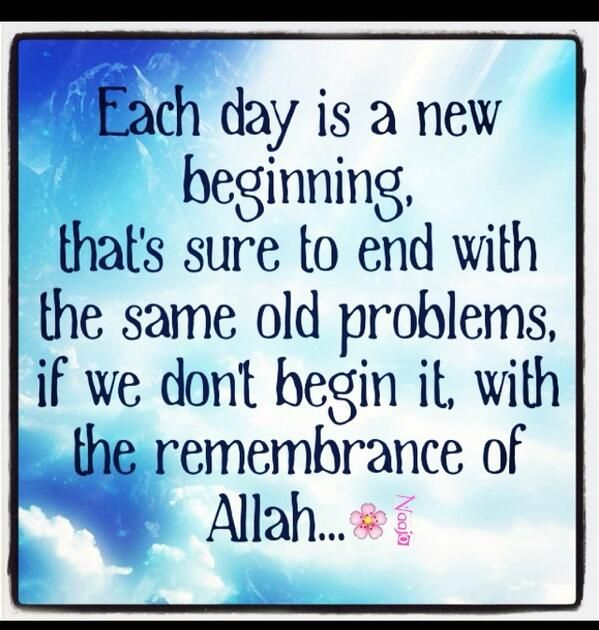 Each day is a new
beginning,
that's sure to end with
the same old problems,
if we don't begin it, with
the remembrance of
Allah...🌸